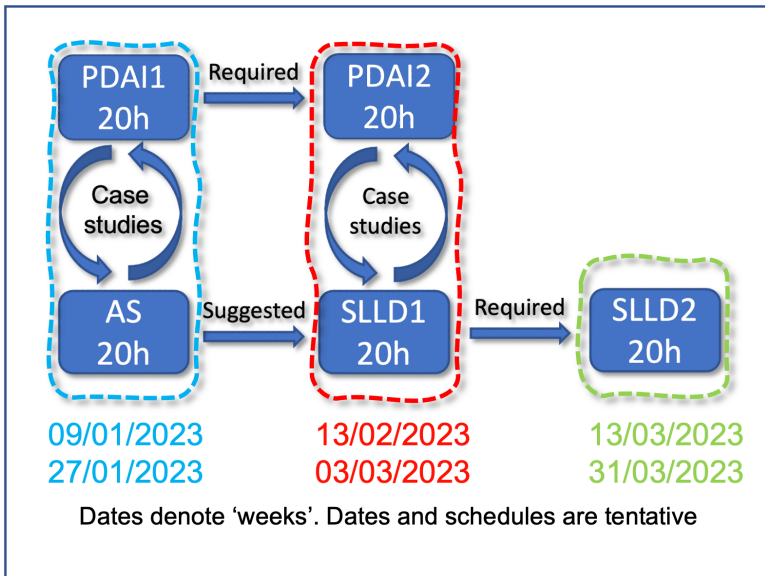 PDAI1
20h
Required
PDAI2
20h
Case
studies
Case
studies
AS
20h
Suggested
SLLD1
20h
Required
SLLD2
20h
09/01/2023
27/01/2023
13/02/2023
03/03/2023
13/03/2023
31/03/2023
Dates denote ‘weeks’. Dates and schedules are tentative